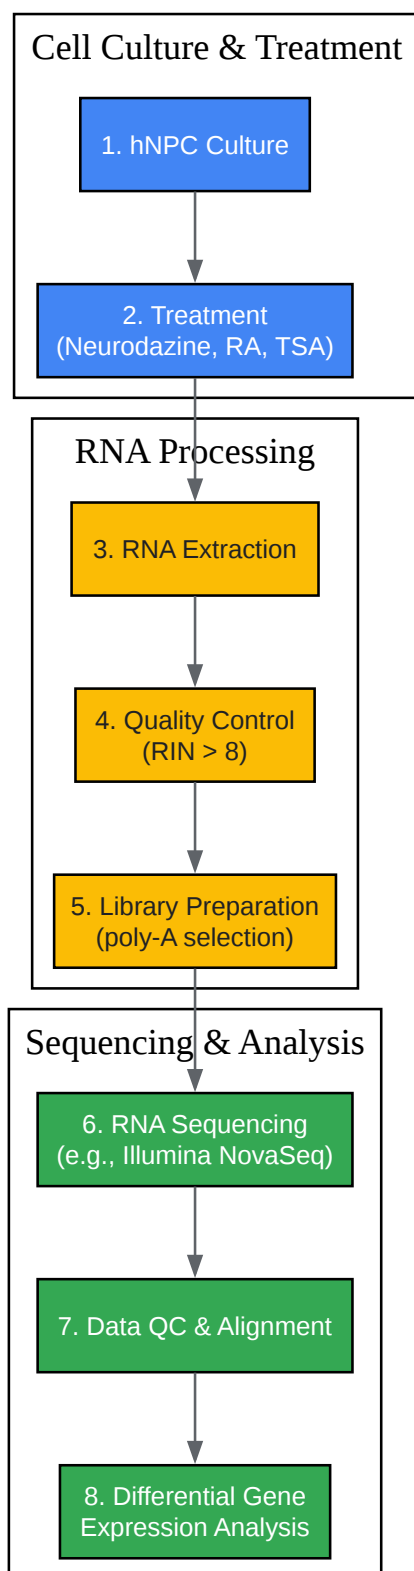 Cell Culture & Treatment
1. hNPC Culture
2. Treatment
(Neurodazine, RA, TSA)
RNA Processing
3. RNA Extraction
4. Quality Control
(RIN > 8)
5. Library Preparation
(poly-A selection)
Sequencing & Analysis
6. RNA Sequencing
(e.g., Illumina NovaSeq)
7. Data QC & Alignment
8. Differential Gene
Expression Analysis